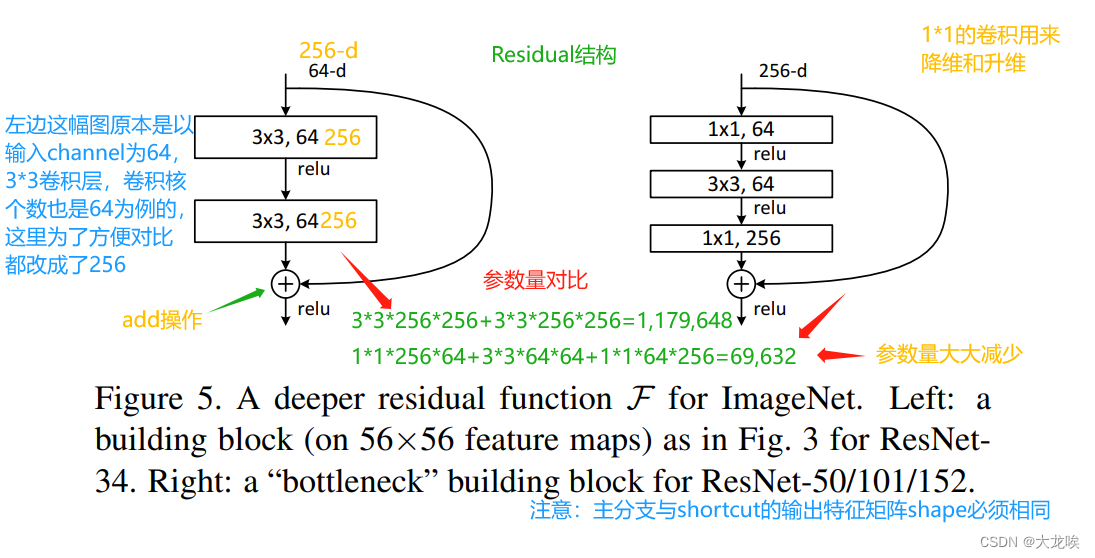 256-d
64-d
Residual结构
256-d
1*1的卷积用来
降维和升维
左边这幅图原本是以
输入channel为64，
3*3卷积层，卷积核
个数也是64为例的，
这里为了方便对比
都改成了256
3x3, 64 256
relu
3x3, 64 256
relu
add操作
1x1, 64
relu
3x3, 64
relu
1x1, 256
relu
参数量对比
3*3*256*256+3*3*256*256=1,179,648
1*1*256*64+3*3*64*64+1*1*64*256=69,632
参数量大大减少
Figure 5. A deeper residual function F for ImageNet. Left: a
building block (on 56×56 feature maps) as in Fig. 3 for ResNet-
34. Right: a “bottleneck” building block for ResNet-50/101/152.
注意：主分支与shortcut的输出特征矩阵shape必须相同
CSDN @大龙唉